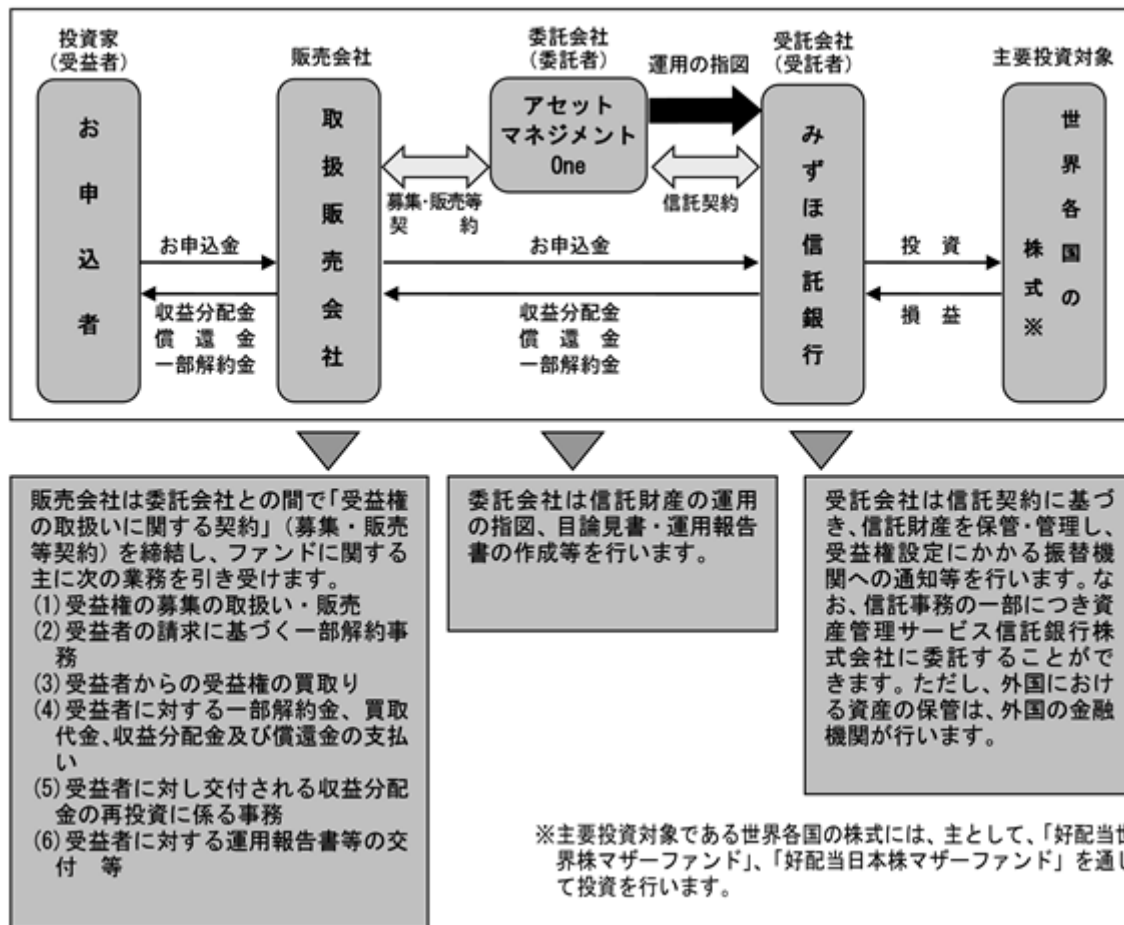 投資家
(受益者)
販売会社
委託会社
(委託者)
運用の指図
受託会社
(受託者)
主要投資対象
お申込者
取扱販売会社
アセット
マネジメント
One
みずほ信託銀行
世界各国の
株式※
募集・販売等
契　　約
信託契約
お申込金
お申込金
投　資
収益分配金
償　還　金
一部解約金
収益分配金
償　還　金
一部解約金
損　益
販売会社は委託会社との間で「受益権
の取扱いに関する契約」(募集・販売
等契約)を締結し、ファンドに関する
主に次の業務を引き受けます。
(1)受益権の募集の取扱い・販売
(2)受益者の請求に基づく一部解約事
務
(3)受益者からの受益権の買取り
(4)受益者に対する一部解約金、買取
代金、収益分配金及び償還金の支払
い
(5)受益者に対し交付される収益分配
金の再投資に係る事務
(6)受益者に対する運用報告書等の交
付　等
委託会社は信託財産の運用
の指図、目論見書・運用報告
書の作成等を行います。
受託会社は信託契約に基づ
き、信託財産を保管・管理し、
受益権設定にかかる振替機
関への通知等を行います。な
お、信託事務の一部につき資
産管理サービス信託銀行株
式会社に委託することがで
きます。ただし、外国におけ
る資産の保管は、外国の金融
機関が行います。
※主要投資対象である世界各国の株式には、主として、「好配当世
界株マザーファンド」、「好配当日本株マザーファンド」を通し
て投資を行います。